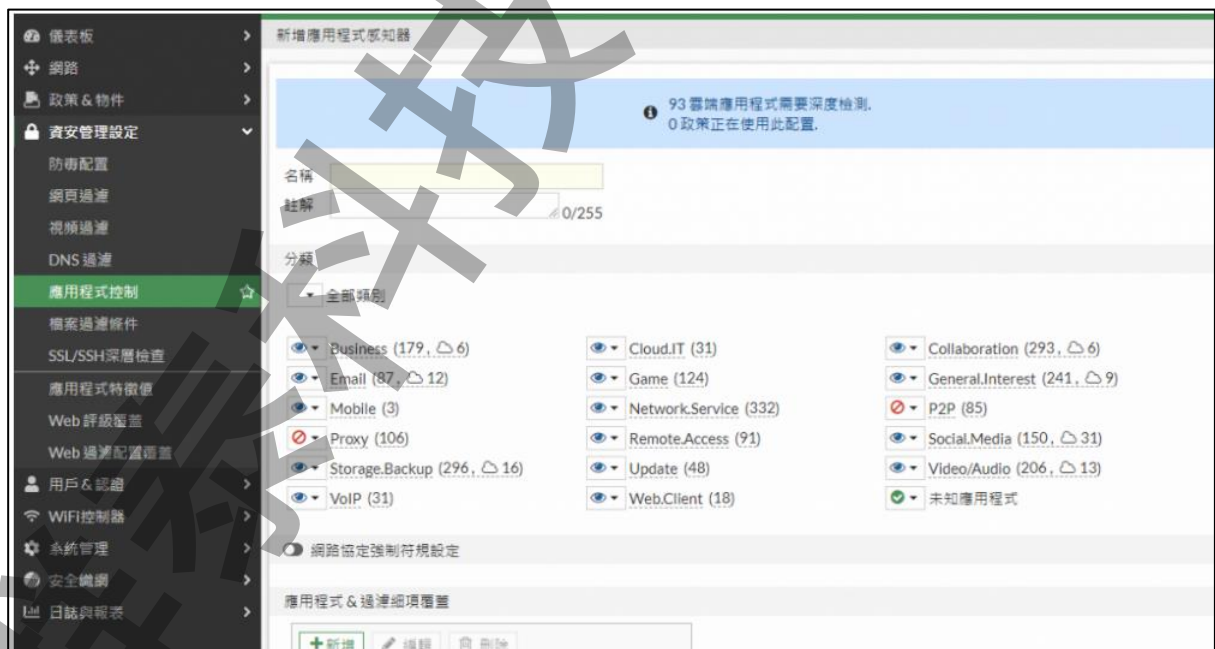 儀表板
網路
政策 & 物件
資安管理設定
防毒配置
網頁過濾
視頻過濾
DNS 過濾
應用程式控制
檔案過濾條件
SSL/SSH深層檢查
應用程式特徵值
Web 評級覆蓋
Web 過濾配置覆蓋
用戶 & 認證
WiFi控制器
系統管理
安全織網
日誌與報表
新增應用程式感知器
93 雲端應用程式需要深度檢測.
0 政策正在使用此配置.
名稱
註解 0/255
分類
全部類別
Business (179, 6) Cloud.IT (31) Collaboration (293, 6)
Email (87, 12) Game (124) General.Interest (241, 9)
Mobile (3) Network.Service (332) P2P (85)
Proxy (106) Remote.Access (91) Social.Media (150, 31)
Storage.Backup (296, 16) Update (48) Video/Audio (206, 13)
VoIP (31) Web.Client (18) 未知應用程式
網路協定強制符規設定
應用程式 & 過濾細項覆蓋
新增 編輯 刪除
泰科技